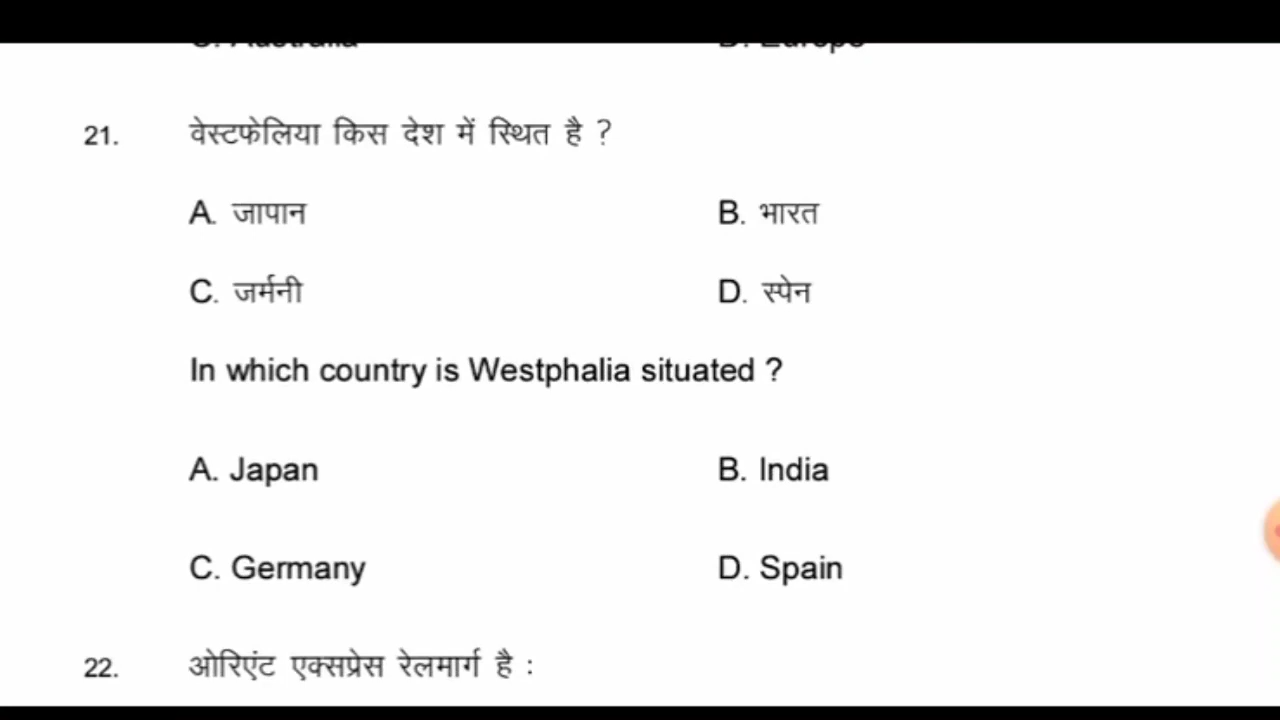 21. वेस्टफेलिया किस देश में स्थित है ?
A. जापान B. भारत
C. जर्मनी D. स्पेन
In which country is Westphalia situated ?
A. Japan B. India
C. Germany D. Spain
22. ओरिएंट एक्सप्रेस रेलमार्ग है :